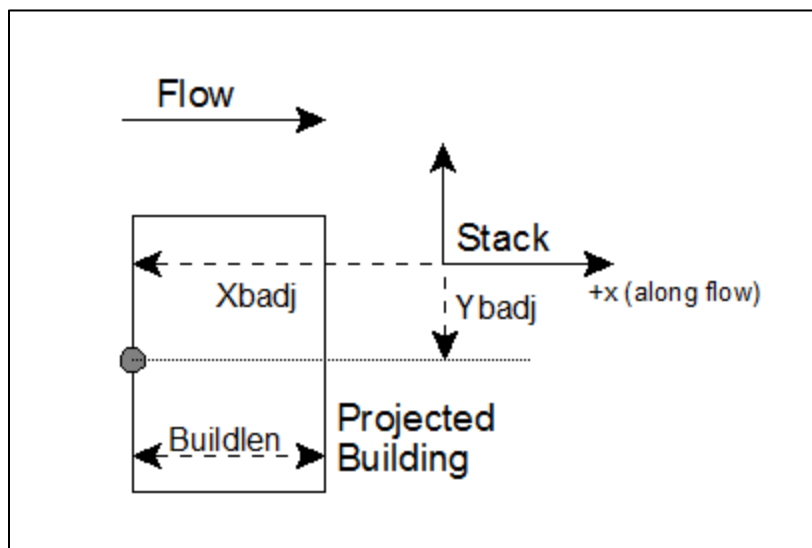 Flow
Stack
+x (along flow)
Xbadj
Ybadj
Buildlen
Projected
Building